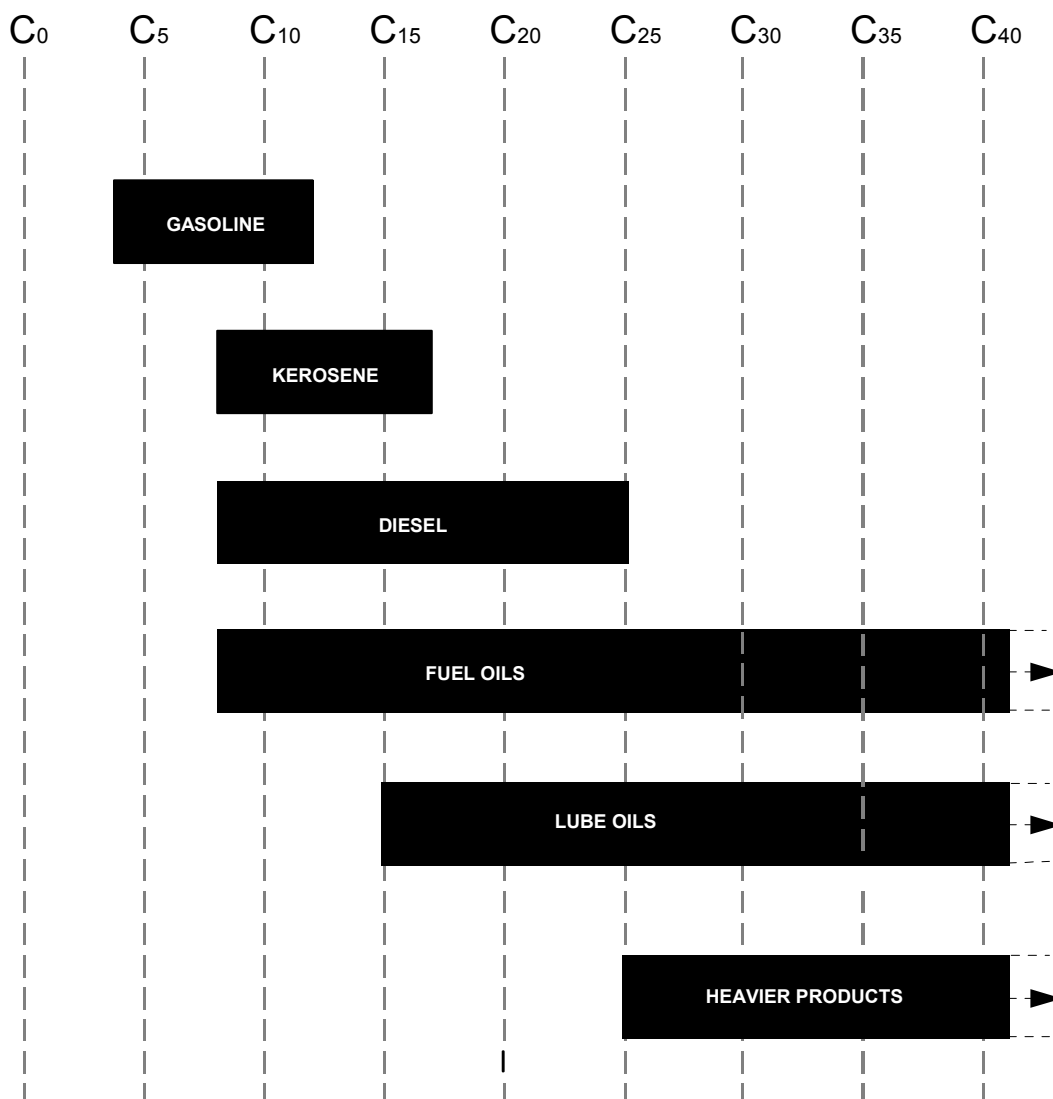 C0 C5 C10 C15 C20 C25 C30 C35 C40
GASOLINE
KEROSENE
DIESEL
FUEL OILS
LUBE OILS
HEAVIER PRODUCTS